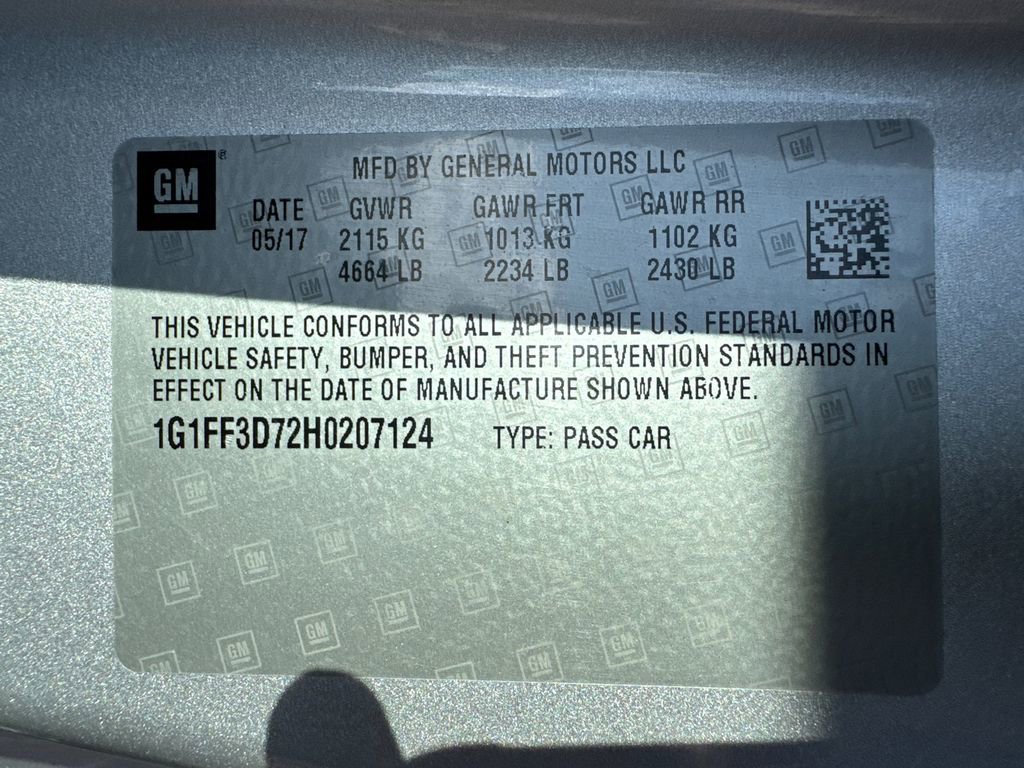 GM®
MFD BY GENERAL MOTORS LLC
DATE GVWR GAWR FRT GAWR RR
05/17 2115 KG 1013 KG 1102 KG
4664 LB 2234 LB 2430 LB
THIS VEHICLE CONFORMS TO ALL APPLICABLE U.S. FEDERAL MOTOR
VEHICLE SAFETY, BUMPER, AND THEFT PREVENTION STANDARDS IN
EFFECT ON THE DATE OF MANUFACTURE SHOWN ABOVE.
1G1FF3D72H0207124 TYPE: PASS CAR